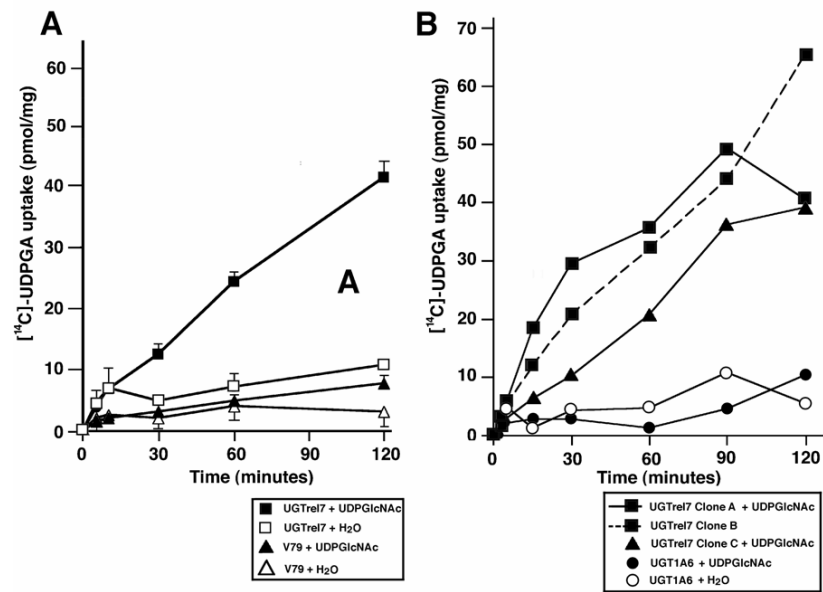 A
B
[¹⁴C]-UDPGA uptake (pmol/mg)
60
50
40
30
20
10
0
A
0 30 60 90 120
Time (minutes)
UGTrel7 + UDPGlcNAc
UGTrel7 + H₂O
V79 + UDPGlcNAc
V79 + H₂O
[¹⁴C]-UDPGA uptake (pmol/mg)
70
60
50
40
30
20
10
0
0 30 60 90 120
Time (minutes)
UGTrel7 Clone A + UDPGlcNAc
UGTrel7 Clone B
UGTrel7 Clone C + UDPGlcNAc
UGT1A6 + UDPGlcNAc
UGT1A6 + H₂O